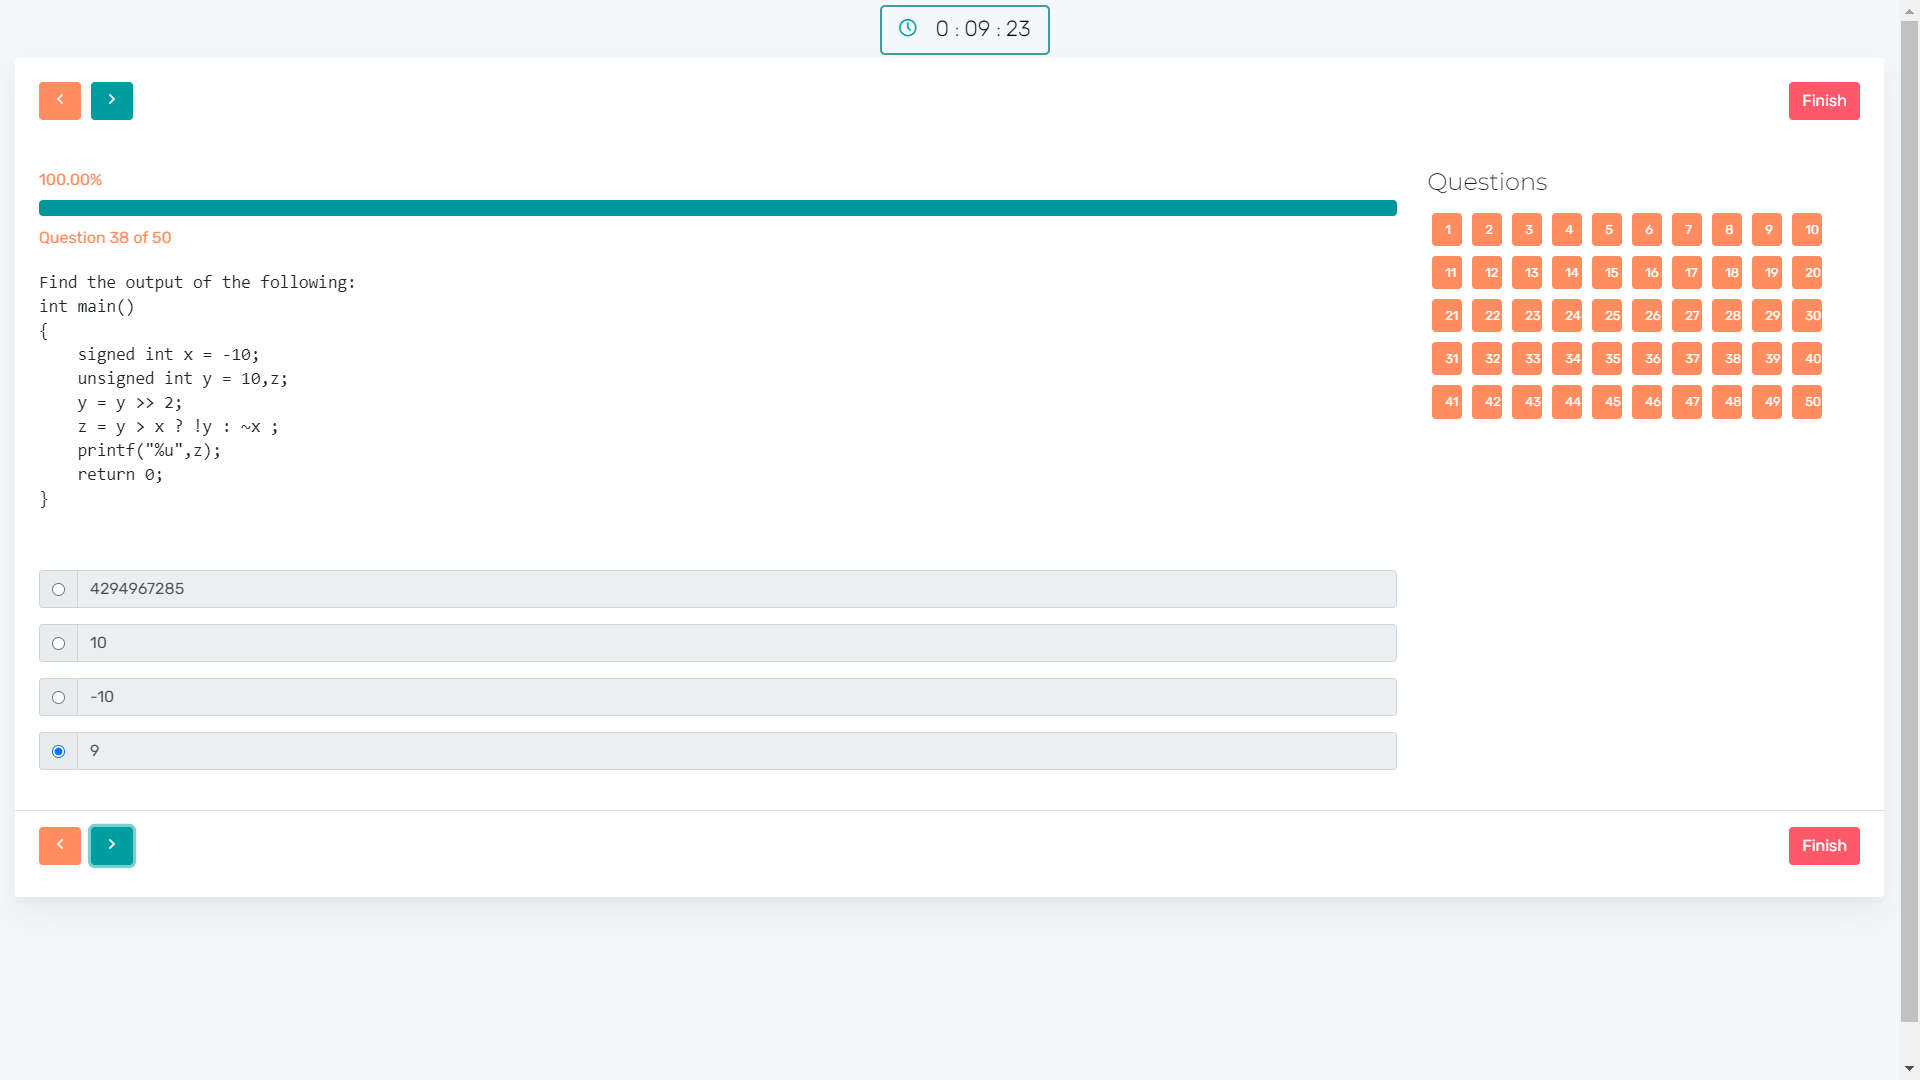 0 : 09 : 23
Finish
100.00%
Question 38 of 50
Find the output of the following:
int main()
{
    signed int x = -10;
    unsigned int y = 10,z;
    y = y >> 2;
    z = y > x ? !y : ~x ;
    printf("%u",z);
    return 0;
}
4294967285
10
-10
9
Questions
1 2 3 4 5 6 7 8 9 10
11 12 13 14 15 16 17 18 19 20
21 22 23 24 25 26 27 28 29 30
31 32 33 34 35 36 37 38 39 40
41 42 43 44 45 46 47 48 49 50
Finish